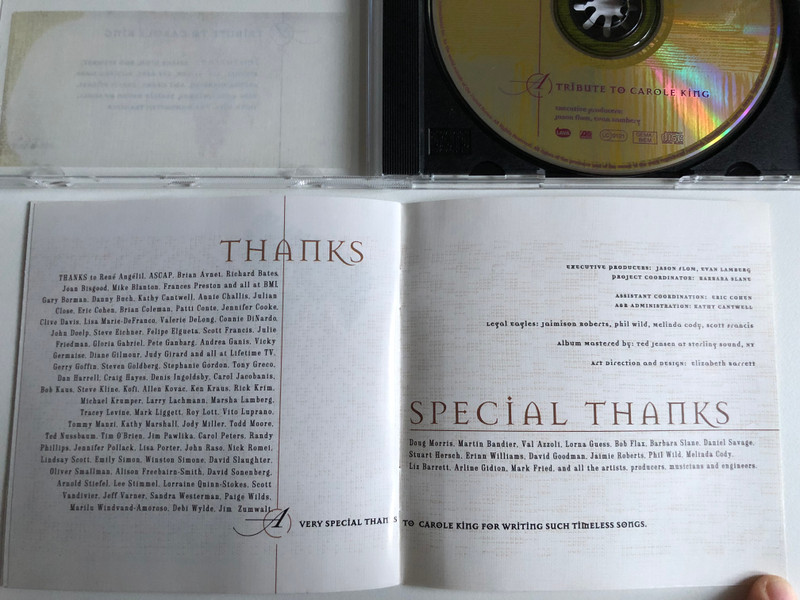 A TRIBUTE TO CAROLE KING
executive producers:
jason flom, evan lamberg
THANKS
THANKS to René Angélil, ASCAP, Brian Avnet, Richard Bates,
Joan Bisgood, Mike Blanton, Frances Preston and all at BMI
Gary Borman, Danny Buch, Kathy Cantwell, Annie Challis, Julian
Close, Eric Cohen, Brian Coleman, Patti Conte, Jennifer Cooke,
Clive Davis, Lisa Marie-DeFranco, Valerie DeLong, Connie DiNardo,
John Doelp, Steve Eichner, Felipe Elgueta, Scott Francis, Julie
Friedman, Gloria Gabriel, Pete Ganbarg, Andrea Ganis, Vicky
Germaise, Diane Gilmour, Judy Girard and all at Lifetime TV,
Gerry Goffin, Steven Goldberg, Stephanie Gordon, Tony Greco,
Dan Harrell, Craig Hayes, Denis Ingoldsby, Carol Jacobanis,
Bob Kaus, Steve Kline, Kofi, Allen Kovac, Ken Kraus, Rick Krim,
Michael Krumper, Larry Lachmann, Marsha Lamberg,
Tracey Levine, Mark Liggett, Roy Lott, Vito Luprano,
Tommy Manzi, Kathy Marshall, Jody Miller, Todd Moore,
Ted Nussbaum, Tim O'Brien, Jim Pawlika, Carol Peters, Randy
Phillips, Jennifer Pollack, Lisa Porter, John Raso, Nick Romei,
Lindsay Scott, Emily Simon, Winston Simone, David Slaughter,
Oliver Smallman, Alison Freebairn-Smith, David Sonenberg,
Arnold Stiefel, Lee Stimmel, Lorraine Quinn-Stokes, Scott
Vandivier, Jeff Varner, Sandra Westerman, Paige Wilds,
Marila Windvand-Amoroso, Debi Wylde, Jim Zumwalt.
executive producers: jason flom, evan lamberg
project coordinator: barbara slane
assistant coordination: eric cohen
A&R administration: kathy cantwell
Legal eagles: Jaimison Roberts, phil wild, Melinda cody, scott francis
Album Mastered by: Ted Jensen at sterling sound, NY
Art Direction and Design: Elizabeth Barrett
SPECIAL THANKS
Doug Morris, Martin Bandier, Val Azzoli, Lorna Guess, Bob Flax, Barbara Slane, Daniel Savage,
Stuart Hersch, Erinn Williams, David Goodman, Jaimie Roberts, Phil Wild, Melinda Cody,
Liz Barrett, Arline Gidion, Mark Fried, and all the artists, producers, musicians and engineers.
A VERY SPECIAL THANKS TO CAROLE KING FOR WRITING SUCH TIMELESS SONGS.